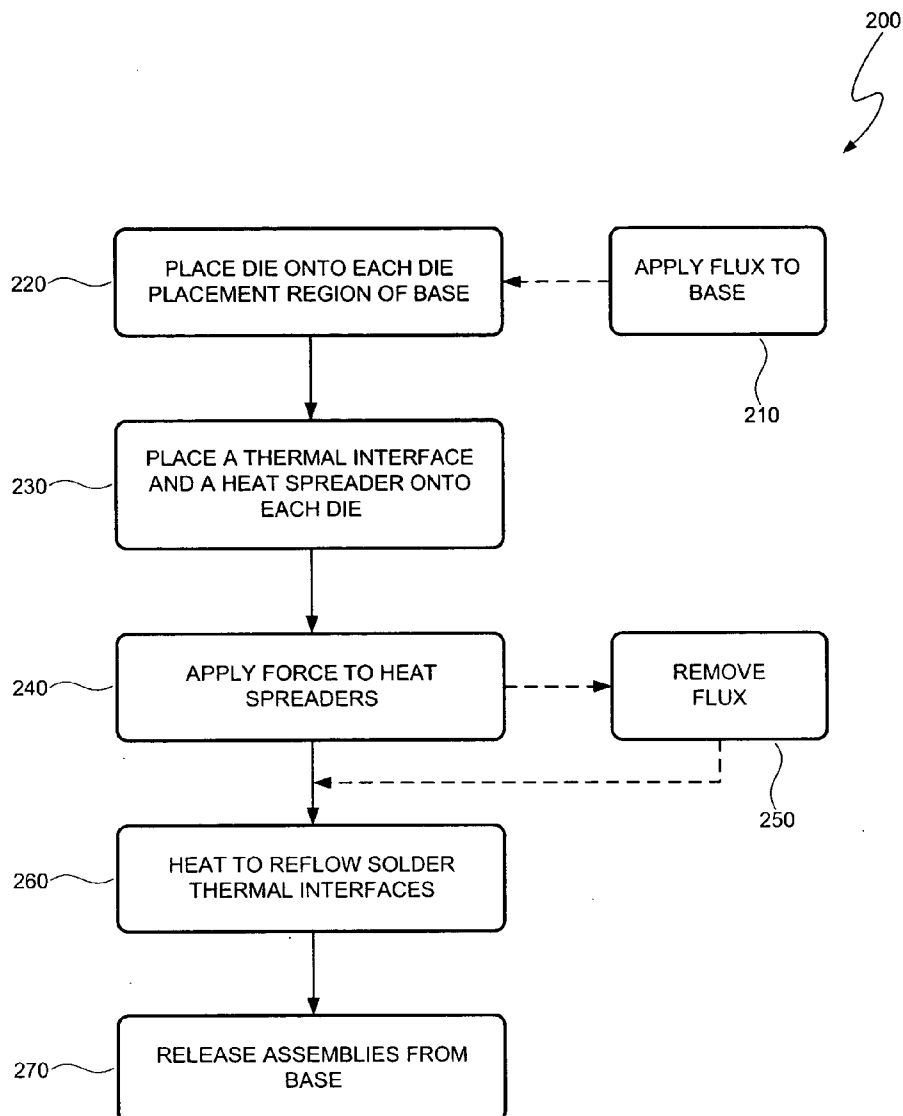 200
220
PLACE DIE ONTO EACH DIE
PLACEMENT REGION OF BASE
APPLY FLUX TO
BASE
210
230
PLACE A THERMAL INTERFACE
AND A HEAT SPREADER ONTO
EACH DIE
240
APPLY FORCE TO HEAT
SPREADERS
REMOVE
FLUX
250
260
HEAT TO REFLOW SOLDER
THERMAL INTERFACES
270
RELEASE ASSEMBLIES FROM
BASE